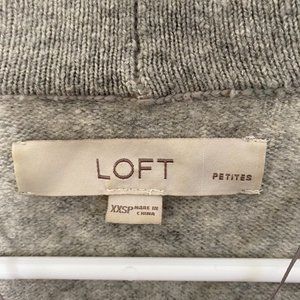 LOFT
PETITES
XXSP MADE IN
CHINA